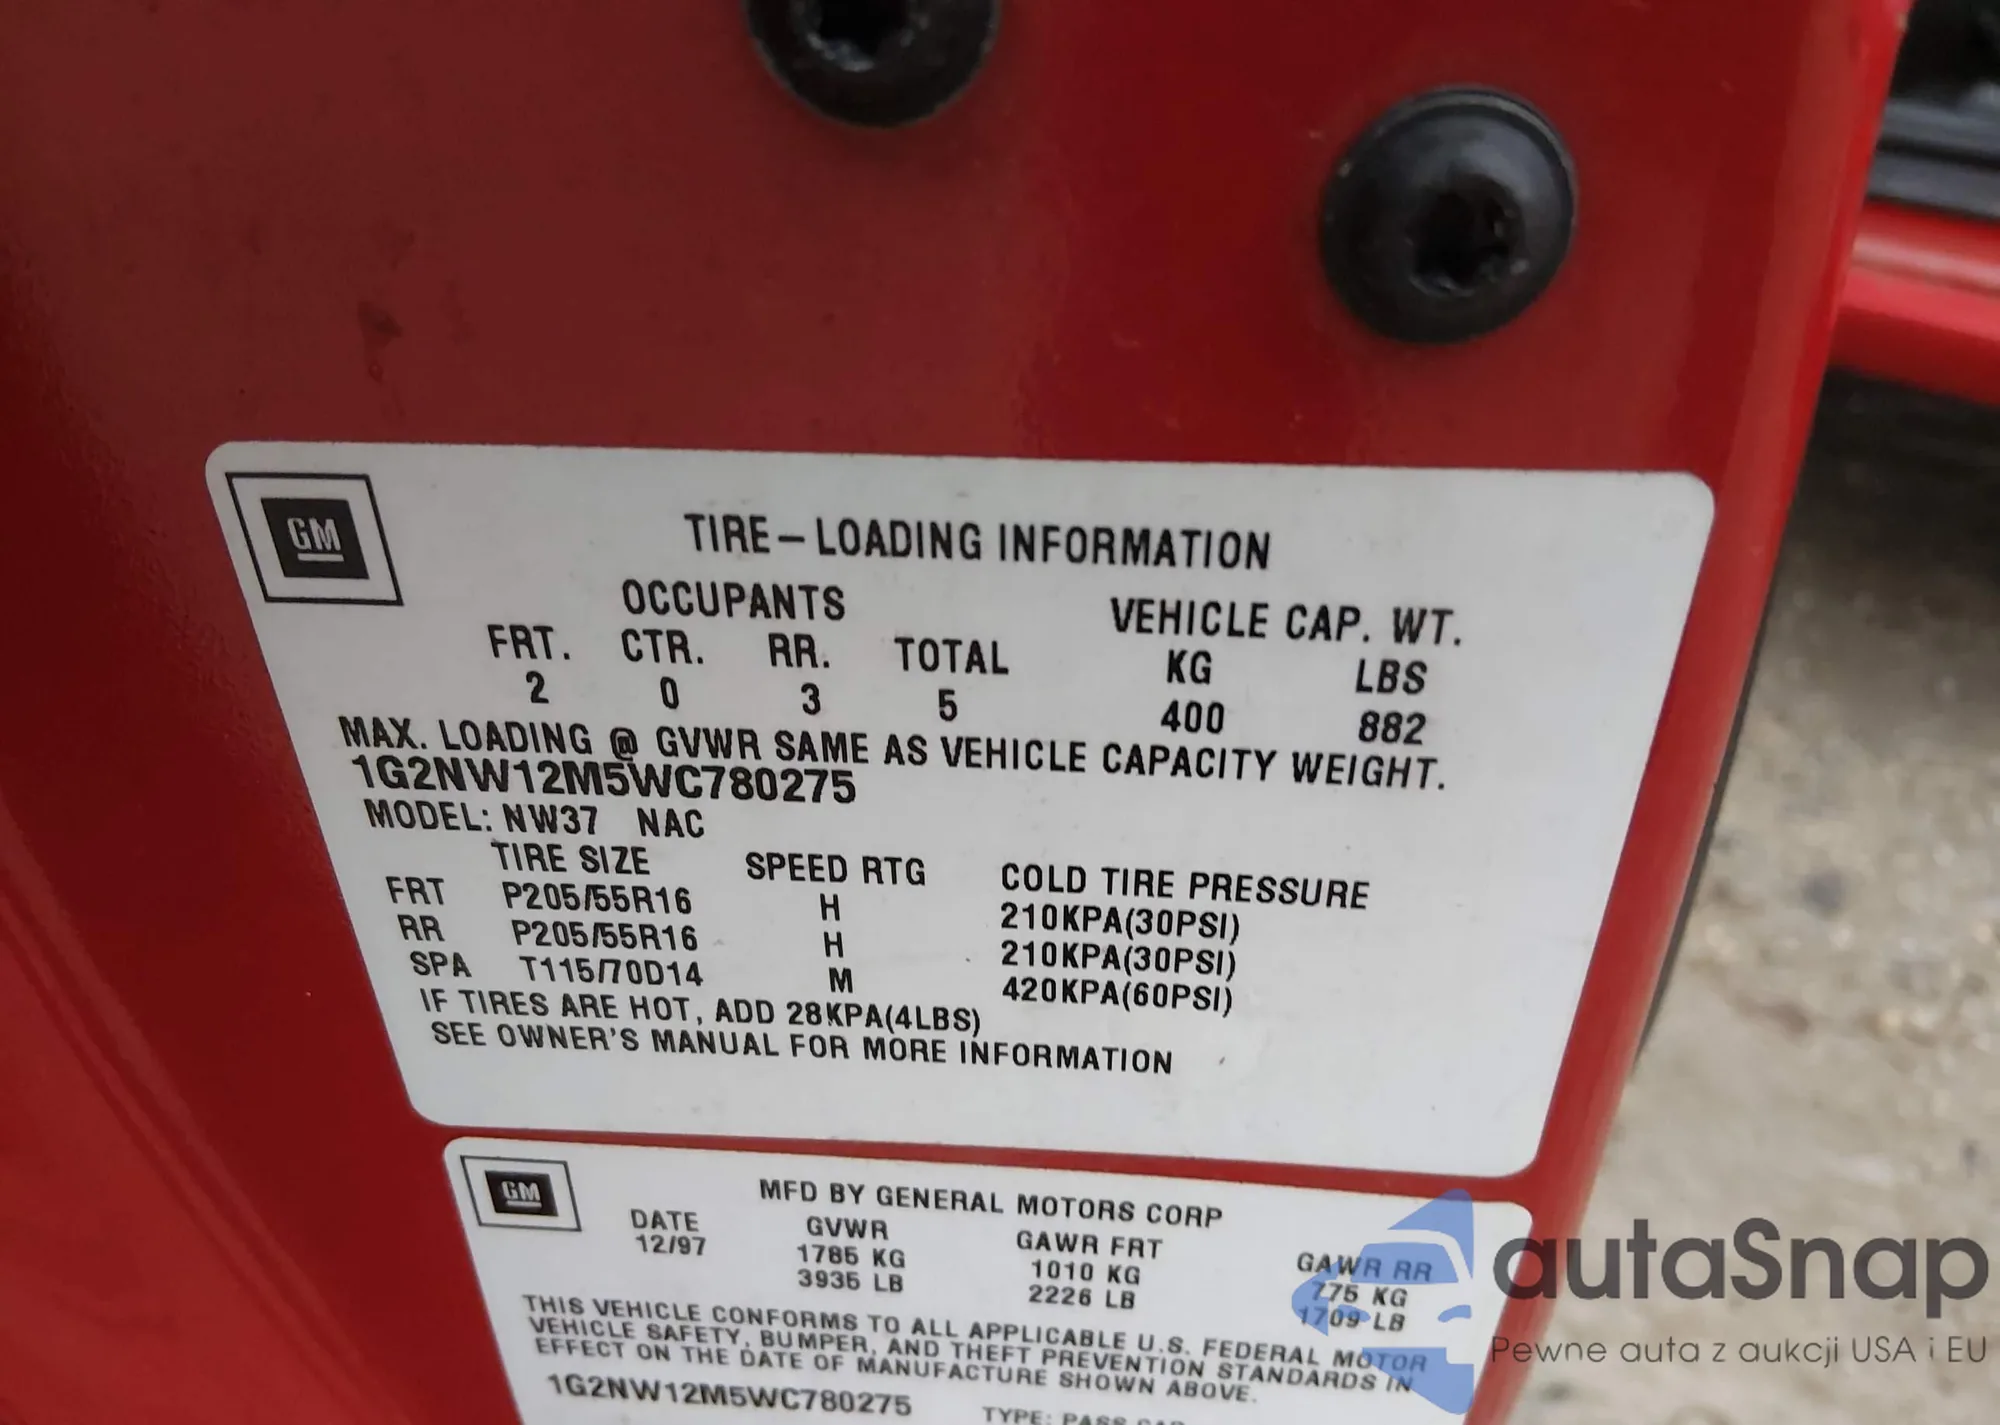 GM
TIRE – LOADING INFORMATION
OCCUPANTS VEHICLE CAP. WT.
FRT. CTR. RR. TOTAL KG LBS
2 0 3 5 400 882
MAX. LOADING @ GVWR SAME AS VEHICLE CAPACITY WEIGHT.
1G2NW12M5WC780275
MODEL: NW37 NAC
TIRE SIZE SPEED RTG COLD TIRE PRESSURE
FRT P205/55R16 H 210KPA(30PSI)
RR P205/55R16 H 210KPA(30PSI)
SPA T115/70D14 M 420KPA(60PSI)
IF TIRES ARE HOT, ADD 28KPA(4LBS)
SEE OWNER'S MANUAL FOR MORE INFORMATION
GM
MFD BY GENERAL MOTORS CORP
DATE GVWR GAWR FRT GAWR RR
12/97 1785 KG 1010 KG 775 KG
3935 LB 2226 LB 1709 LB
THIS VEHICLE CONFORMS TO ALL APPLICABLE U.S. FEDERAL MOTOR
VEHICLE SAFETY, BUMPER, AND THEFT PREVENTION STANDARDS IN
EFFECT ON THE DATE OF MANUFACTURE SHOWN ABOVE.
1G2NW12M5WC780275 TYPE: PASS CAR
autaSnap
Pewne auta z aukcji USA i EU